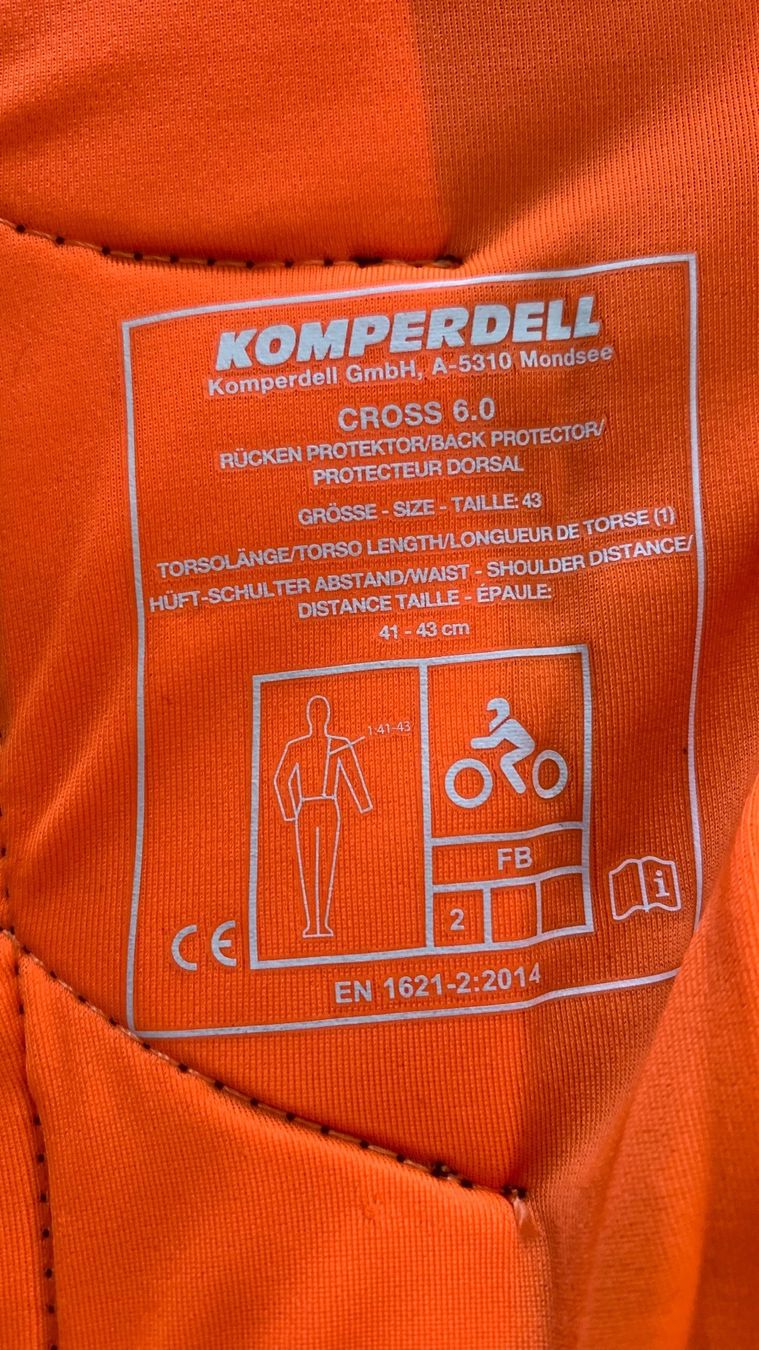 KOMPERDELL
Komperdell GmbH, A-5310 Mondsee
CROSS 6.0
RÜCKEN PROTEKTOR/BACK PROTECTOR/
PROTECTEUR DORSAL
GRÖSSE - SIZE - TAILLE: 43
TORSOLÄNGE/TORSO LENGTH/LONGUEUR DE TORSE (1)
HÜFT-SCHULTER ABSTAND/WAIST - SHOULDER DISTANCE/
DISTANCE TAILLE - ÉPAULE:
41 - 43 cm
1:41-43
FB
2
i
CE
EN 1621-2:2014